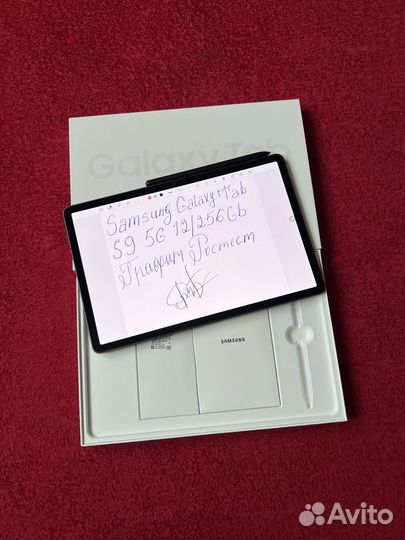 Galaxy Tab
Samsung Galaxy Tab
S9 5G 12/256Gb
Графит Ростест
SAMSUNG
Avito